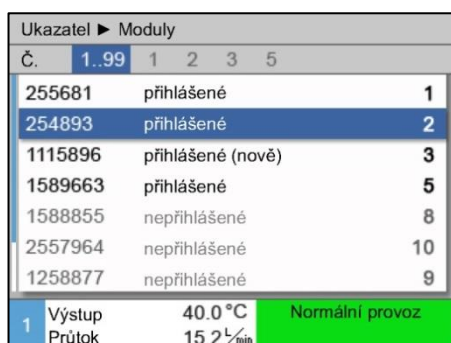 Ukazatel ► Moduly
Č. 1..99 1 2 3 5
255681 přihlášené 1
254893 přihlášené 2
1115896 přihlášené (nově) 3
1589663 přihlášené 5
1588855 nepřihlášené 8
2557964 nepřihlášené 10
1258877 nepřihlášené 9
1 Výstup 40.0 °C Normální provoz
Průtok 15.2 L/min